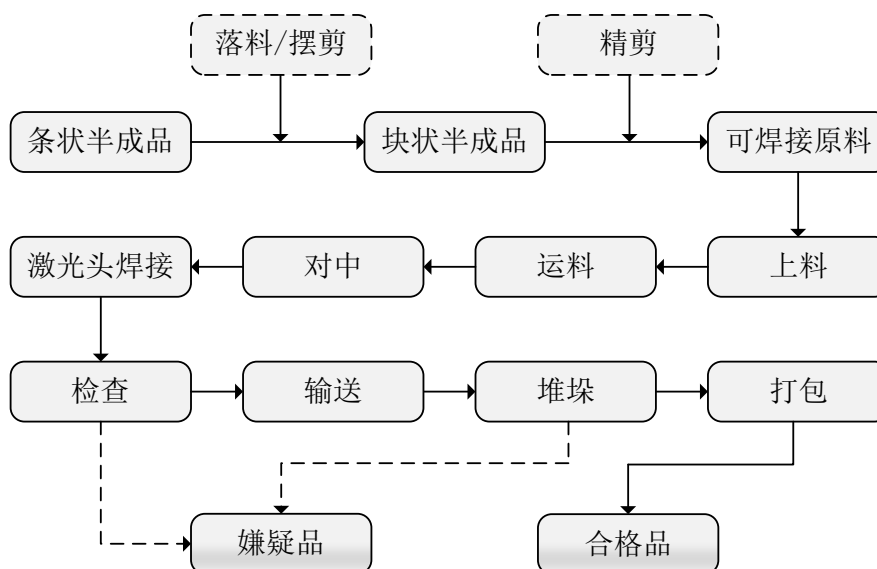 落料/摆剪
精剪
条状半成品
块状半成品
可焊接原料
激光头焊接
对中
运料
上料
检查
输送
堆垛
打包
嫌疑品
合格品